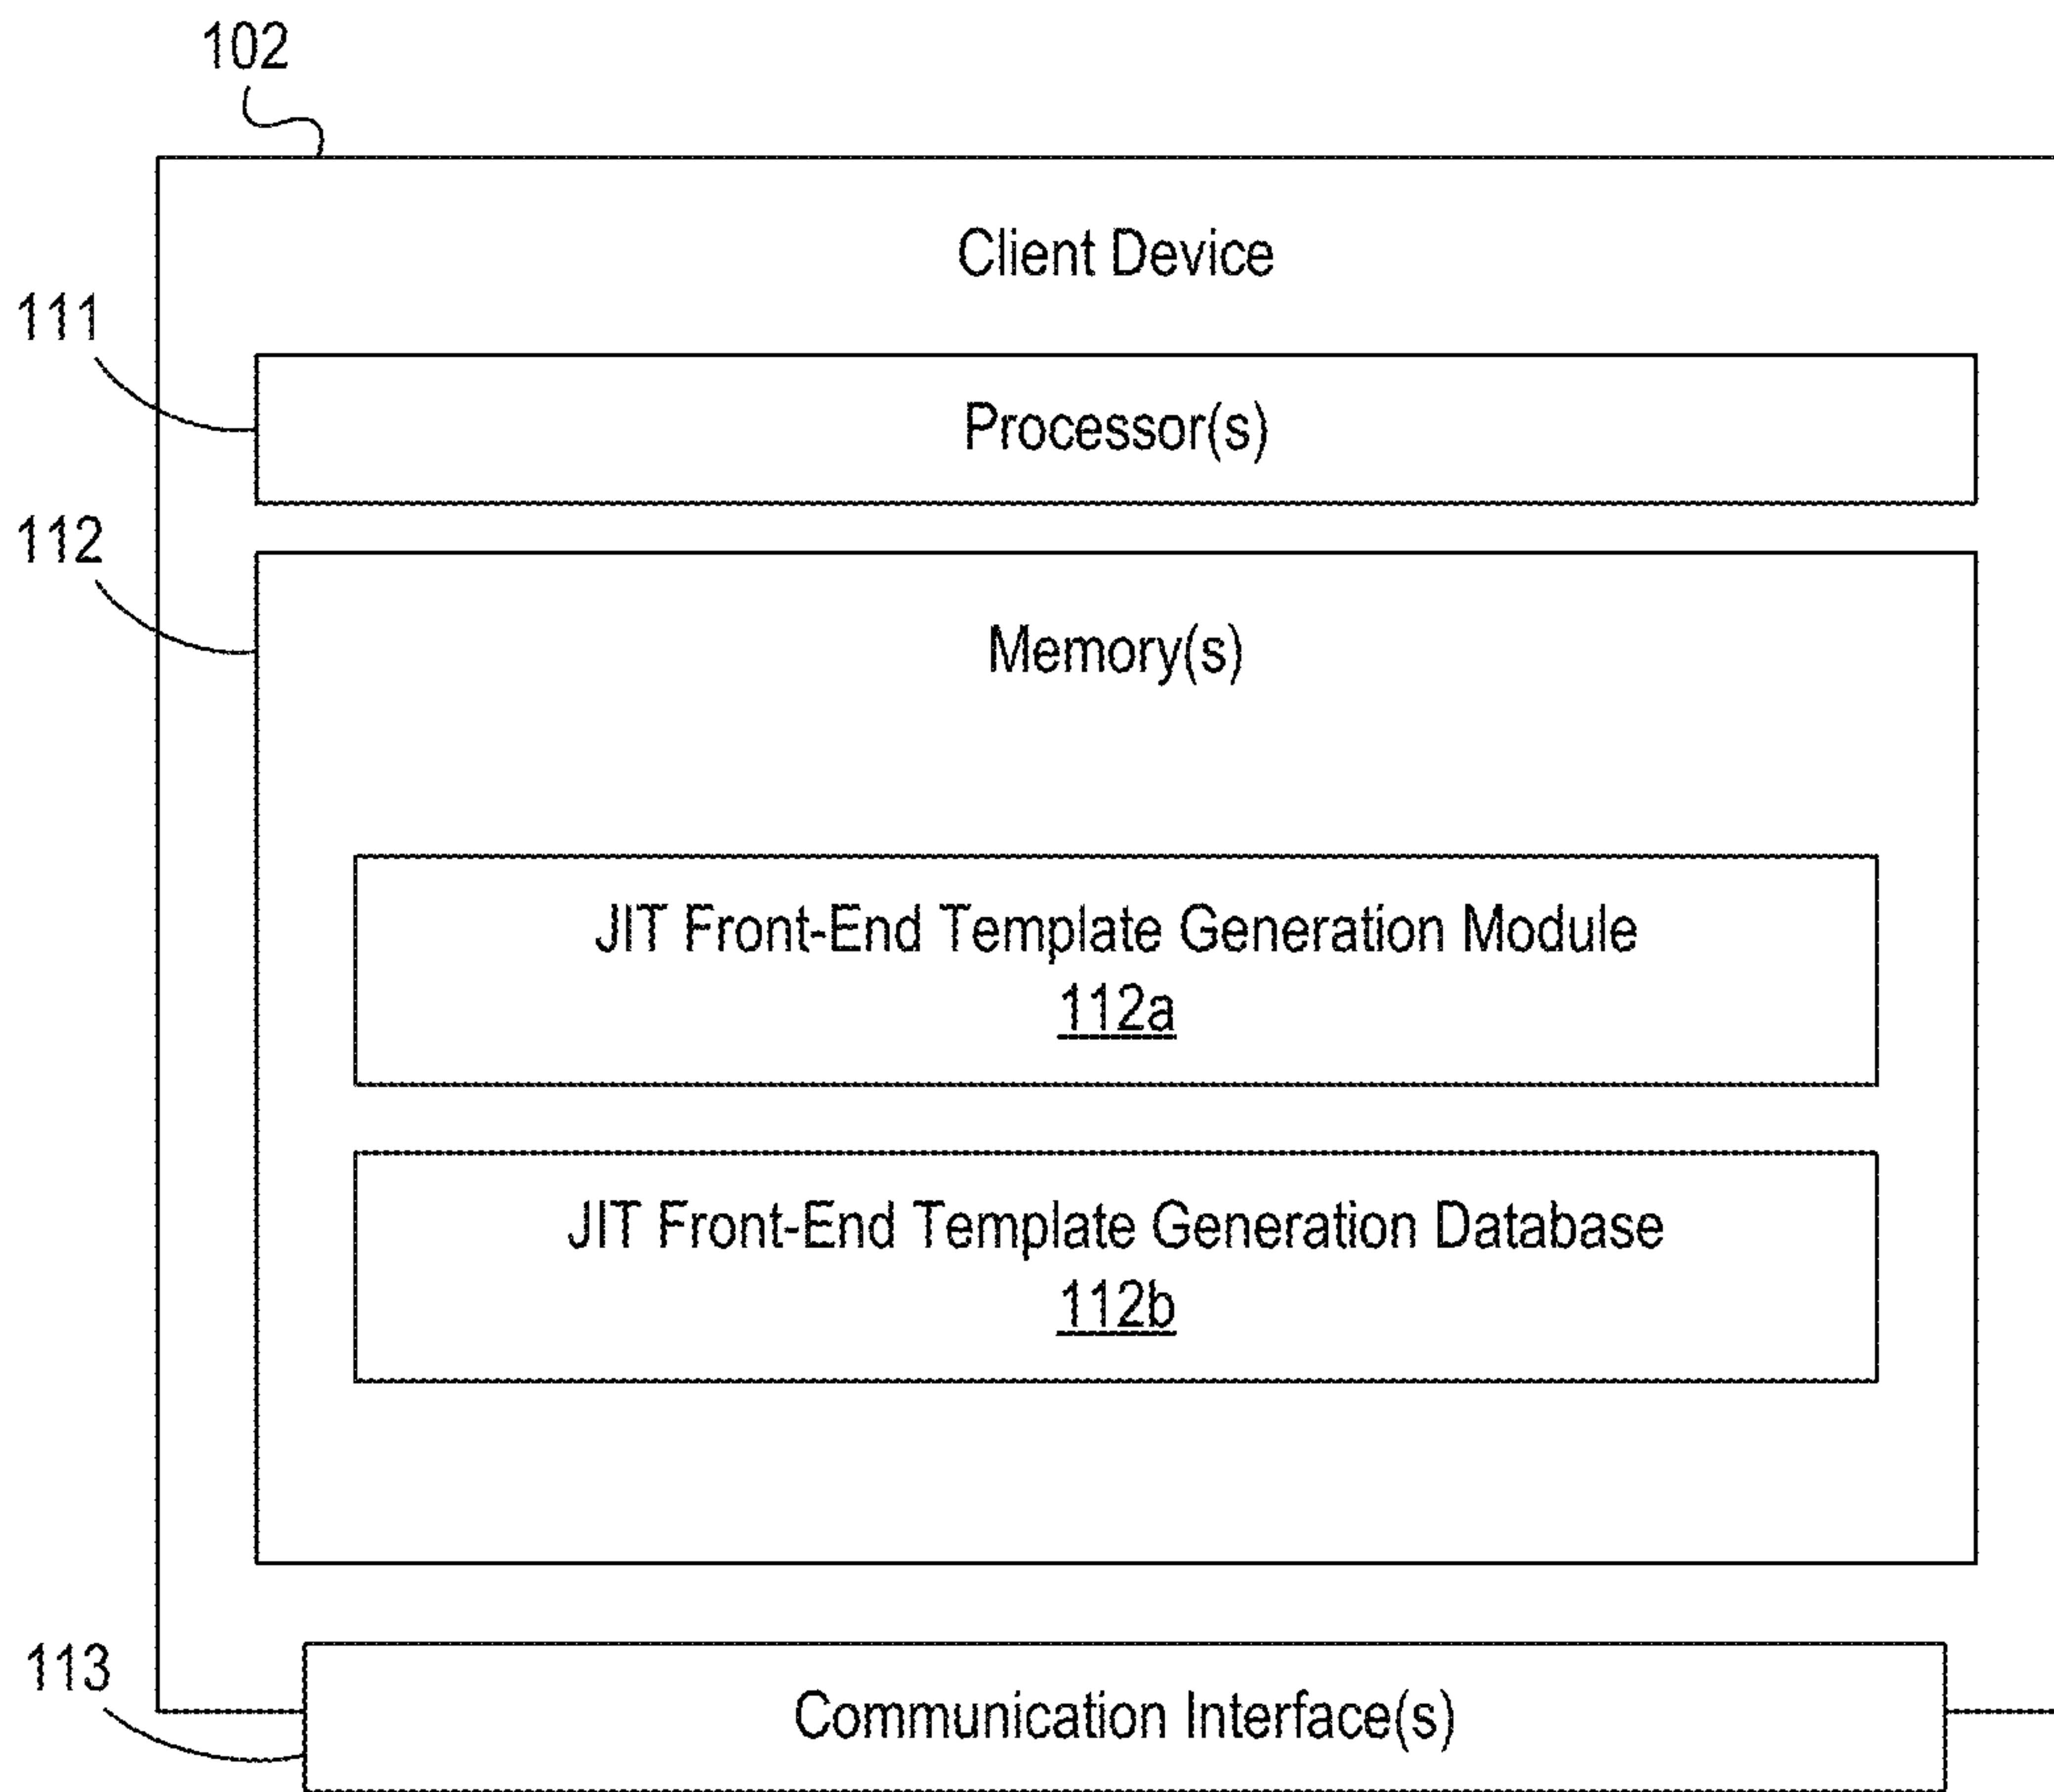 102
Client Device
111
Processor(s)
112
Memory(s)
JIT Front-End Template Generation Module
112a
JIT Front-End Template Generation Database
112b
113
Communication Interface(s)